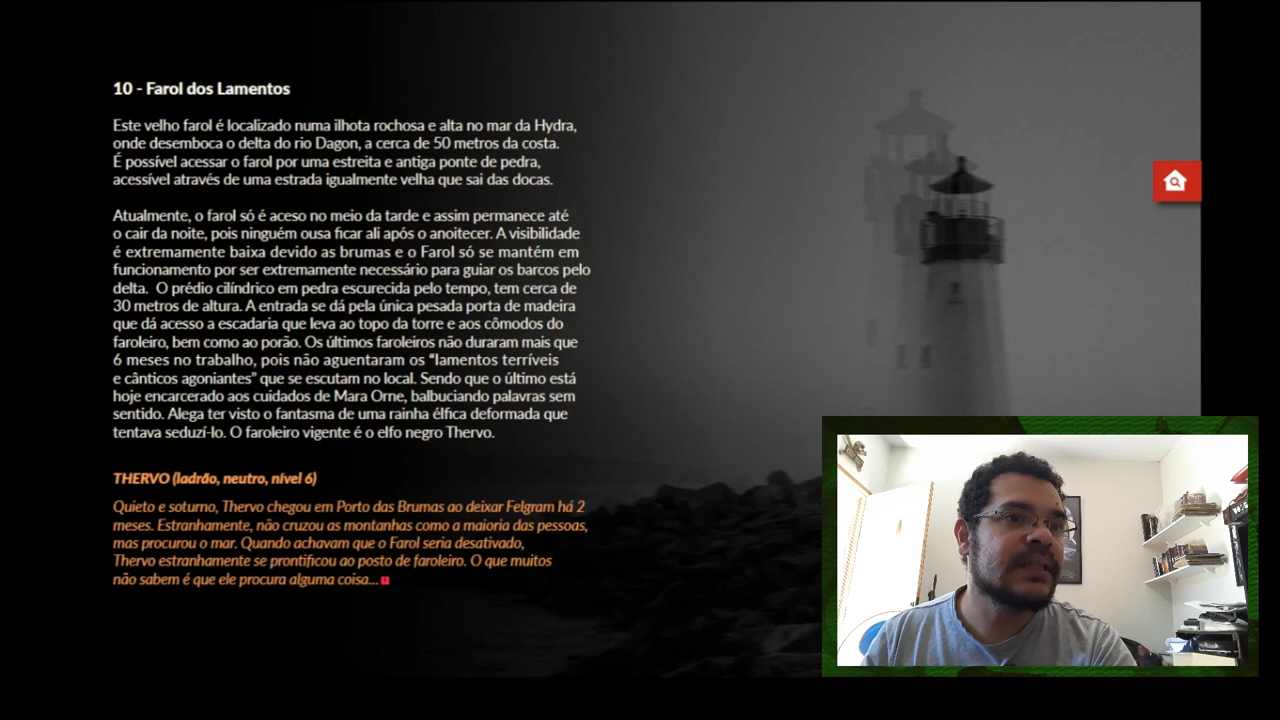 10 - Farol dos Lamentos
Este velho farol é localizado numa ilhota rochosa e alta no mar da Hydra,
onde desemboca o delta do rio Dagon, a cerca de 50 metros da costa.
É possível acessar o farol por uma estreita e antiga ponte de pedra,
acessível através de uma estrada igualmente velha que sai das docas.
Atualmente, o farol só é aceso no meio da tarde e assim permanece até
o cair da noite, pois ninguém ousa ficar ali após o anoitecer. A visibilidade
é extremamente baixa devido as brumas e o Farol só se mantém em
funcionamento por ser extremamente necessário para guiar os barcos pelo
delta. O prédio cilíndrico em pedra escurecida pelo tempo, tem cerca de
30 metros de altura. A entrada se dá pela única pesada porta de madeira
que dá acesso a escadaria que leva ao topo da torre e aos cômodos do
faroleiro, bem como ao porão. Os últimos faroleiros não duraram mais que
6 meses no trabalho, pois não aguentaram os “lamentos terríveis
e cânticos agoniantes” que se escutam no local. Sendo que o último está
hoje encarcerado aos cuidados de Mara Orne, balbuciando palavras sem
sentido. Alega ter visto o fantasma de uma rainha élfica deformada que
tentava seduzí-lo. O faroleiro vigente é o elfo negro Thervo.
THERVO (ladrão, neutro, nível 6)
Quieto e soturno, Thervo chegou em Porto das Brumas ao deixar Felgram há 2
meses. Estranhamente, não cruzou as montanhas como a maioria das pessoas,
mas procurou o mar. Quando achavam que o Farol seria desativado,
Thervo estranhamente se prontificou ao posto de faroleiro. O que muitos
não sabem é que ele procura alguma coisa...